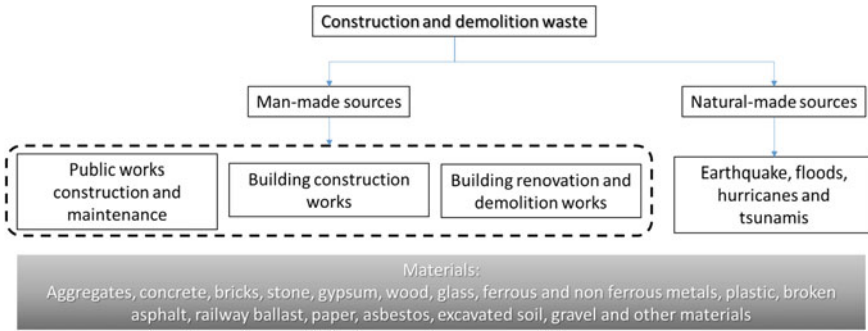 Construction and demolition waste
Man-made sources
Natural-made sources
Public works
construction and
maintenance
Building construction
works
Building renovation and
demolition works
Earthquake, floods,
hurricanes and
tsunamis
Materials:
Aggregates, concrete, bricks, stone, gypsum, wood, glass, ferrous and non ferrous metals, plastic, broken
asphalt, railway ballast, paper, asbestos, excavated soil, gravel and other materials